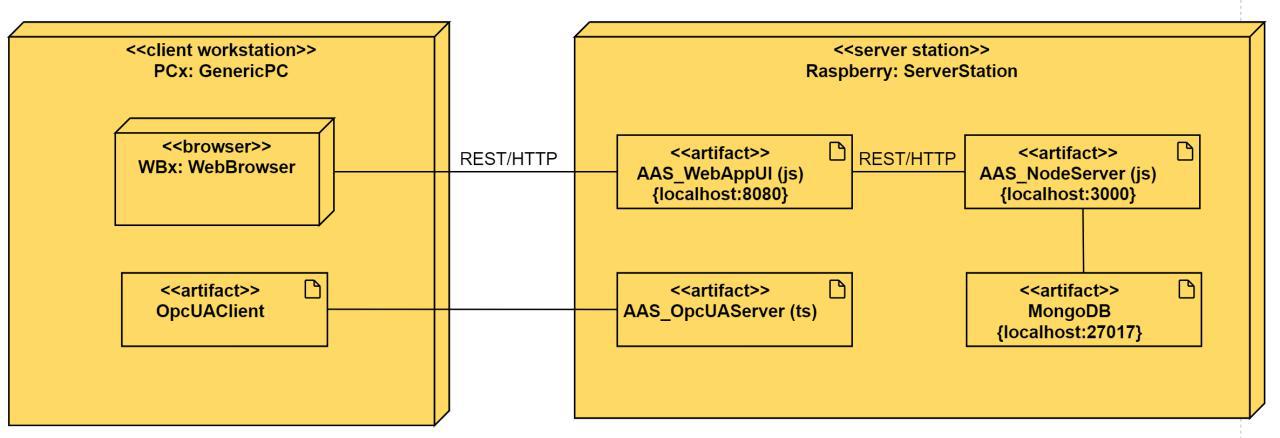 <<client workstation>>
PCx: GenericPC
<<browser>>
WBx: WebBrowser
<<artifact>>
OpcUAClient
REST/HTTP
<<server station>>
Raspberry: ServerStation
<<artifact>>
AAS_WebAppUI (js)
{localhost:8080}
REST/HTTP
<<artifact>>
AAS_NodeServer (js)
{localhost:3000}
<<artifact>>
AAS_OpcUAServer (ts)
<<artifact>>
MongoDB
{localhost:27017}